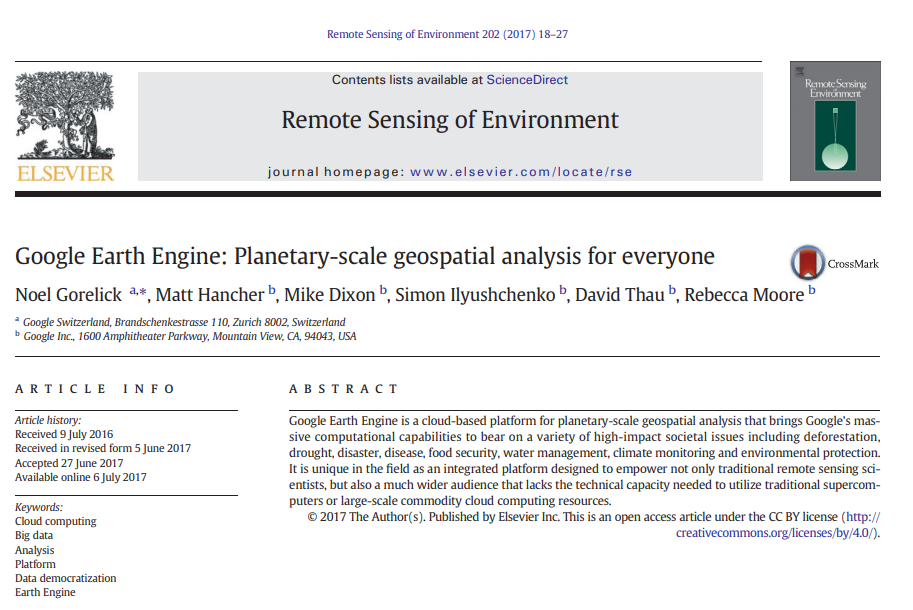 Remote Sensing of Environment 202 (2017) 18–27
Contents lists available at ScienceDirect
Remote Sensing of Environment
journal homepage: www.elsevier.com/locate/rse
ELSEVIER
Remote Sensing
Environment
Google Earth Engine: Planetary-scale geospatial analysis for everyone
CrossMark
Noel Gorelick a,*, Matt Hancher b, Mike Dixon b, Simon Ilyushchenko b, David Thau b, Rebecca Moore b
a Google Switzerland, Brandschenkestrasse 110, Zurich 8002, Switzerland
b Google Inc., 1600 Amphitheater Parkway, Mountain View, CA, 94043, USA
ARTICLE INFO
Article history:
Received 9 July 2016
Received in revised form 5 June 2017
Accepted 27 June 2017
Available online 6 July 2017
Keywords:
Cloud computing
Big data
Analysis
Platform
Data democratization
Earth Engine
ABSTRACT
Google Earth Engine is a cloud-based platform for planetary-scale geospatial analysis that brings Google's mas-
sive computational capabilities to bear on a variety of high-impact societal issues including deforestation,
drought, disaster, disease, food security, water management, climate monitoring and environmental protection.
It is unique in the field as an integrated platform designed to empower not only traditional remote sensing sci-
entists, but also a much wider audience that lacks the technical capacity needed to utilize traditional supercom-
puters or large-scale commodity cloud computing resources.
© 2017 The Author(s). Published by Elsevier Inc. This is an open access article under the CC BY license (http://
creativecommons.org/licenses/by/4.0/).